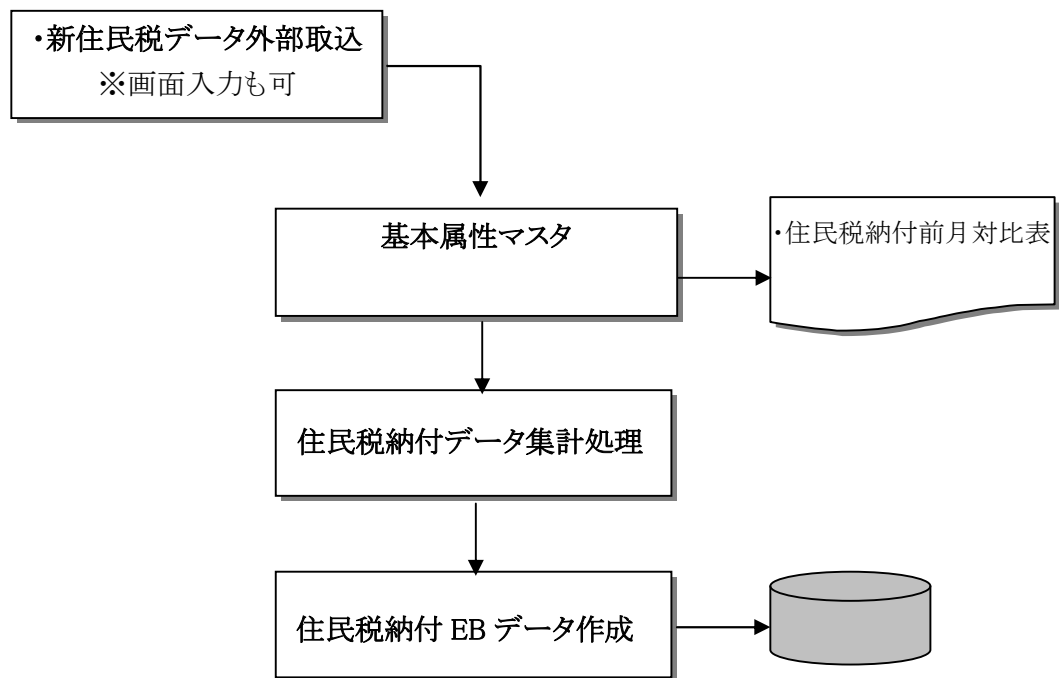 ・新住民税データ外部取込
※画面入力も可
基本属性マスタ
・住民税納付前月対比表
住民税納付データ集計処理
住民税納付 EB データ作成